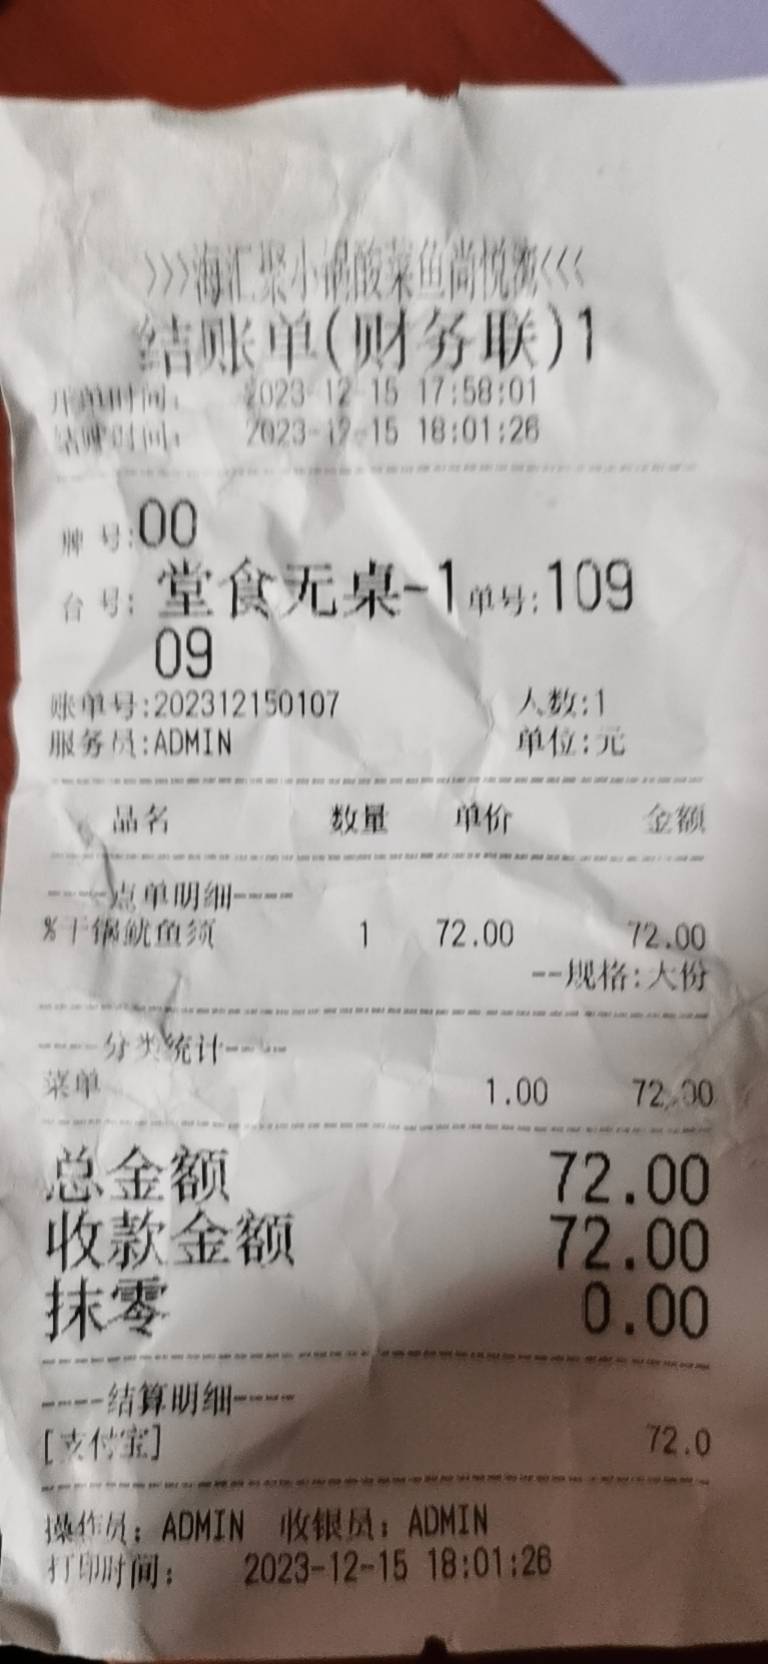 >>>海汇聚小锅酸菜鱼尚悦湾<<<
结账单(财务联)1
开单时间: 2023-12-15 17:58:01
结账时间: 2023-12-15 18:01:26
牌 号:00
台 号: 堂食无桌-1单号:109
09
账单号:202312150107 人数:1
服务员:ADMIN 单位:元
品名 数量 单价 金额
----点单明细----
%干锅鱿鱼须 1 72.00 72.00
--规格:大份
----分类统计----
菜单 1.00 72.00
总金额 72.00
收款金额 72.00
抹零 0.00
----结算明细----
[支付宝] 72.0
操作员: ADMIN 收银员: ADMIN
打印时间: 2023-12-15 18:01:26